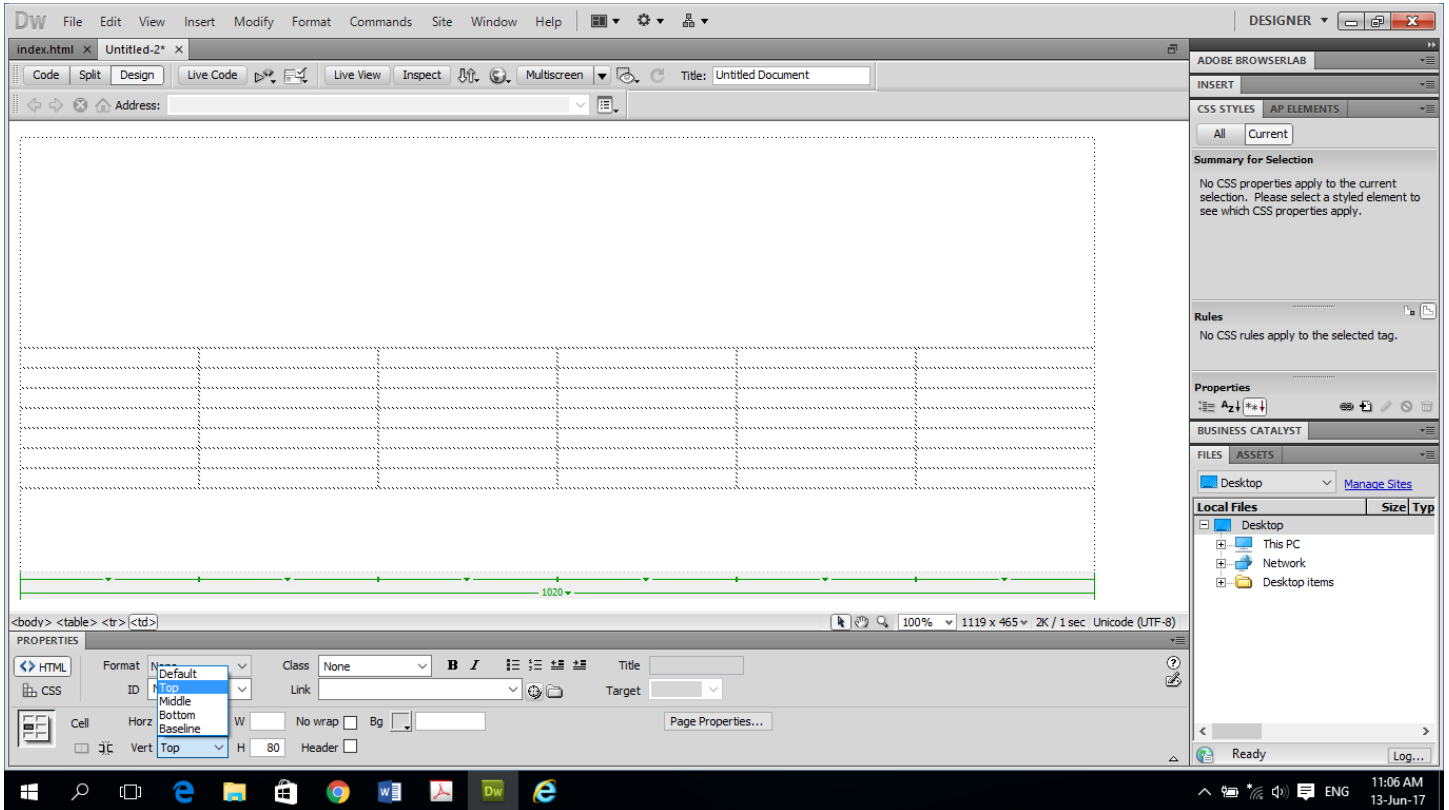 Dw File Edit View Insert Modify Format Commands Site Window Help DESIGNER
index.html Untitled-2*
Code Split Design Live Code Live View Inspect Multiscreen Title: Untitled Document
Address:
1020
<body> <table> <tr> <td> 100% 1119 x 465 2K / 1 sec Unicode (UTF-8)
PROPERTIES
HTML Format Class None B I Title
CSS ID Link Target
Default
Top
Middle
Bottom
Baseline
Cell Horz W No wrap Bg Page Properties...
Vert Top H 80 Header
ADOBE BROWSERLAB
INSERT
CSS STYLES AP ELEMENTS
All Current
Summary for Selection
No CSS properties apply to the current
selection. Please select a styled element to
see which CSS properties apply.
Rules
No CSS rules apply to the selected tag.
Properties
Az
BUSINESS CATALYST
FILES ASSETS
Desktop Manage Sites
Local Files Size Typ
Desktop
This PC
Network
Desktop items
Ready Log...
Dw ENG 11:06 AM
13-Jun-17